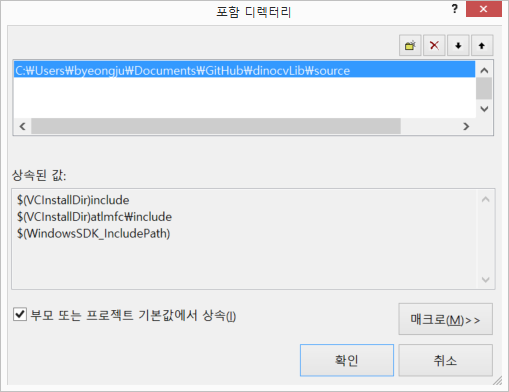 포함 디렉터리
?
C:₩Users₩byeongju₩Documents₩GitHub₩dinocvLib₩source
상속된 값:
$(VCInstallDir)include
$(VCInstallDir)atlmfc₩include
$(WindowsSDK_IncludePath)
부모 또는 프로젝트 기본값에서 상속(I)
매크로(M)>>
확인
취소